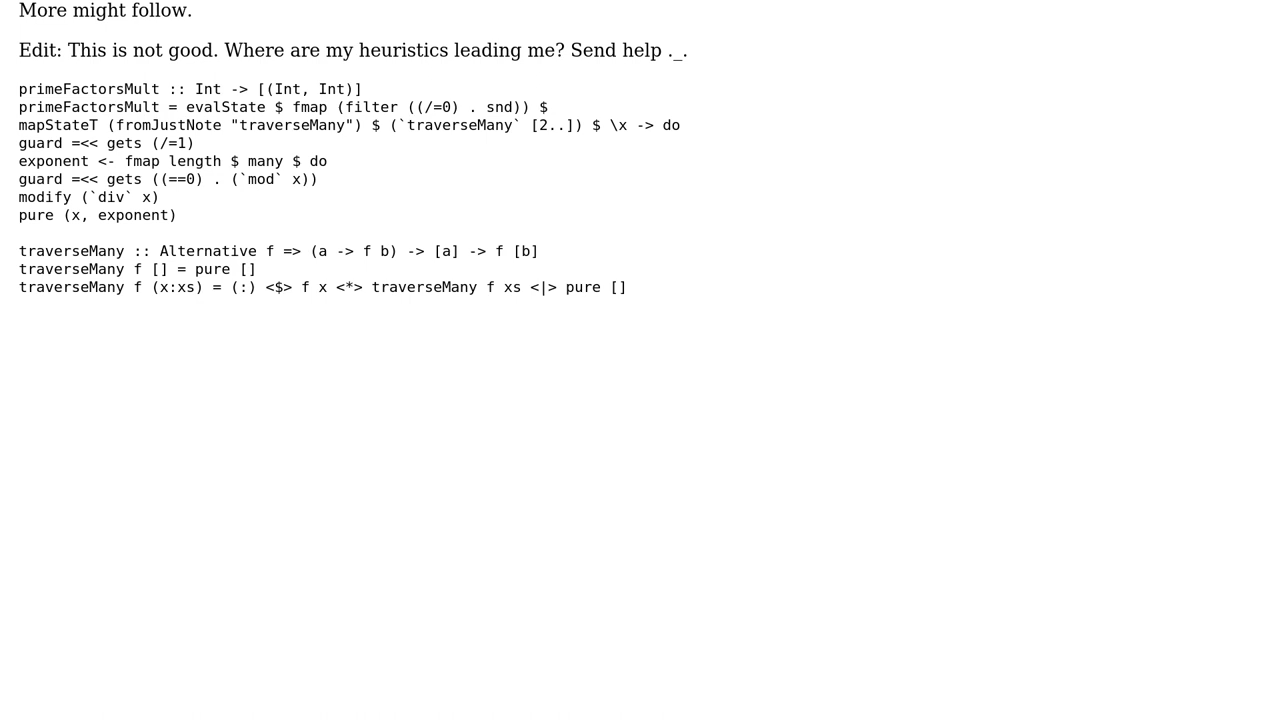 More might follow.
Edit: This is not good. Where are my heuristics leading me? Send help ._.
primeFactorsMult :: Int -> [(Int, Int)]
primeFactorsMult = evalState $ fmap (filter ((/=0) . snd)) $
mapStateT (fromJustNote "traverseMany") $ (`traverseMany` [2..]) $ \x -> do
guard =<< gets (/=1)
exponent <- fmap length $ many $ do
guard =<< gets ((==0) . (`mod` x))
modify (`div` x)
pure (x, exponent)
traverseMany :: Alternative f => (a -> f b) -> [a] -> f [b]
traverseMany f [] = pure []
traverseMany f (x:xs) = (:) <$> f x <*> traverseMany f xs <|> pure []